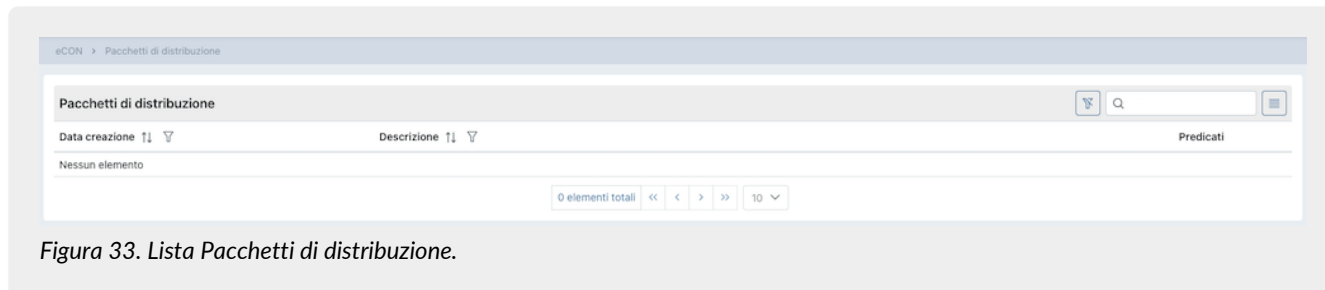 eCON > Pacchetti di distribuzione
Pacchetti di distribuzione
Data creazione Descrizione Predicati
Nessun elemento
0 elementi totali << < > >> 10
Figura 33. Lista Pacchetti di distribuzione.